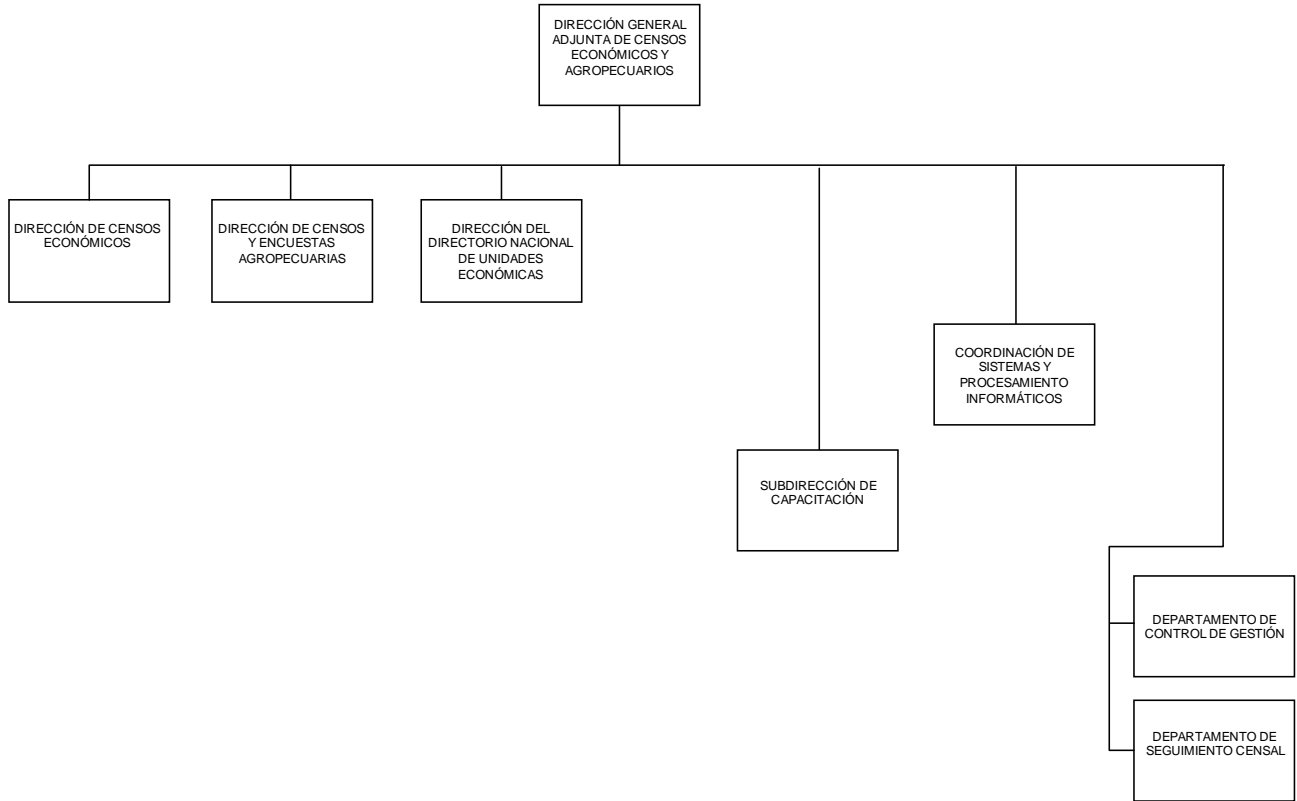 DIRECCIÓN GENERAL
ADJUNTA DE CENSOS
ECONÓMICOS Y
AGROPECUARIOS
DIRECCIÓN DE CENSOS
ECONÓMICOS
DIRECCIÓN DE CENSOS
Y ENCUESTAS
AGROPECUARIAS
DIRECCIÓN DEL
DIRECTORIO NACIONAL
DE UNIDADES
ECONÓMICAS
COORDINACIÓN DE
SISTEMAS Y
PROCESAMIENTO
INFORMÁTICOS
SUBDIRECCIÓN DE
CAPACITACIÓN
DEPARTAMENTO DE
CONTROL DE GESTIÓN
DEPARTAMENTO DE
SEGUIMIENTO CENSAL